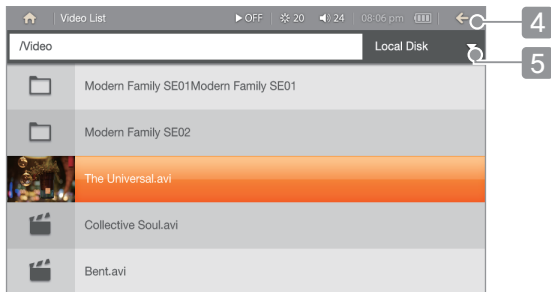 Video List OFF 20 24 08:06 pm
4
/Video Local Disk
5
Modern Family SE01Modern Family SE01
Modern Family SE02
The Universal.avi
Collective Soul.avi
Bent.avi